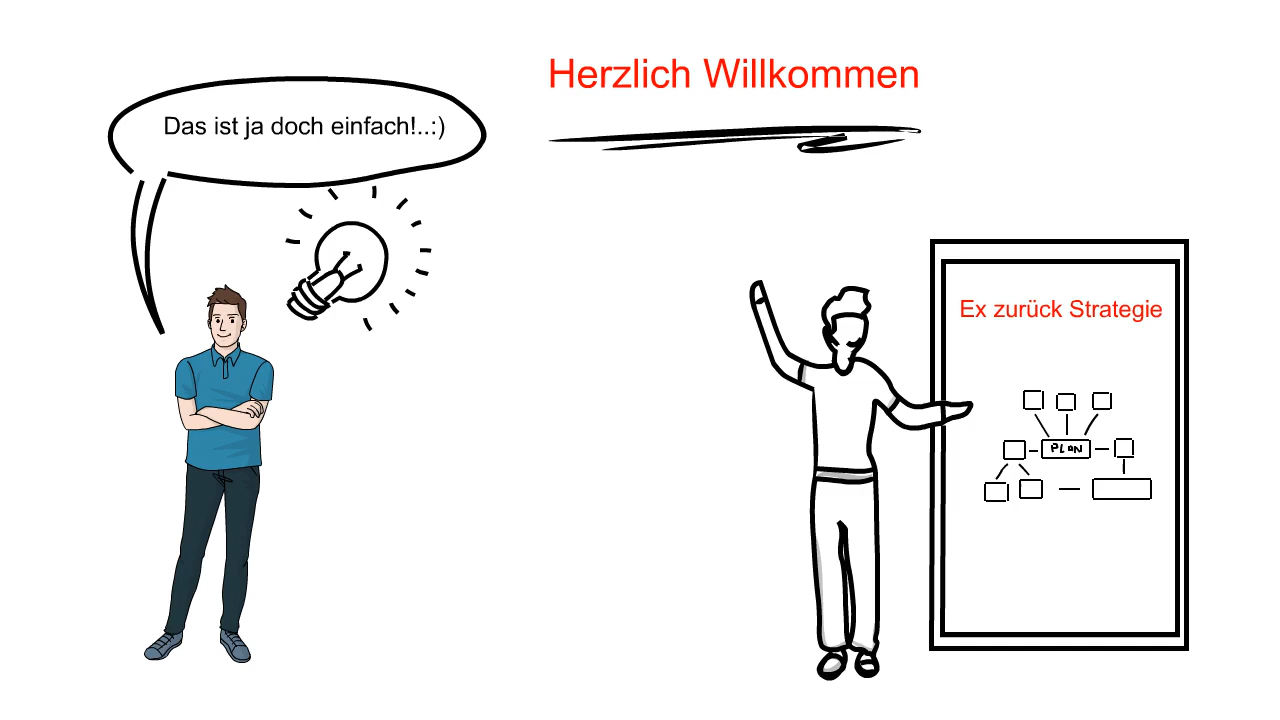 Herzlich Willkommen
Das ist ja doch einfach!..:)
Ex zurück Strategie
PLAN